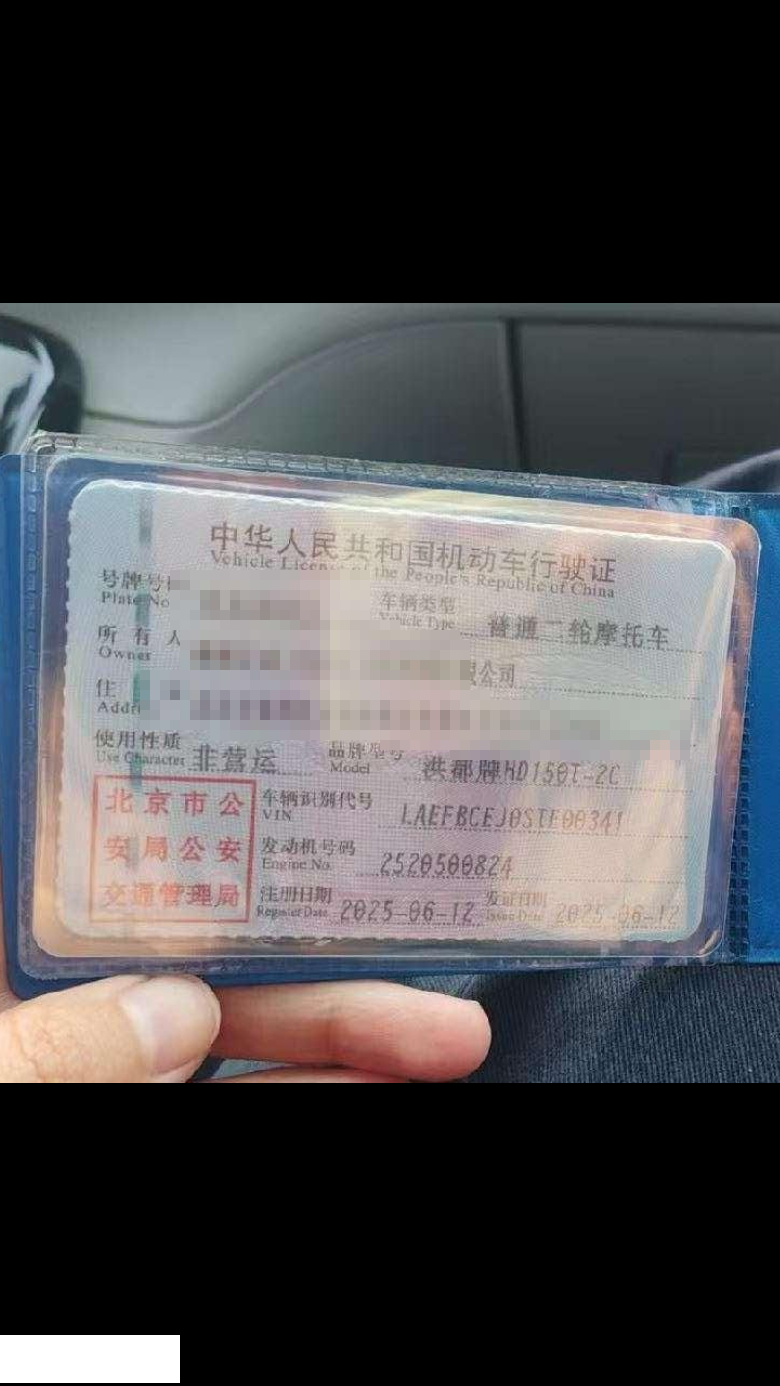 中华人民共和国机动车行驶证
Vehicle License of the People's Republic of China
号牌号
Plate No
车辆类型
Vehicle Type
普通二轮摩托车
所有人
Owner
公司
住
Addr
使用性质
Use Character
非营运
品牌型号
Model
洪都牌HD150T-2C
北京市公
安局公安
交通管理局
车辆识别代号
VIN
发动机号码
Engine No.
2520500824
注册日期
Register Date
2025-06-12
发证日期
Issue Date
2025-06-12